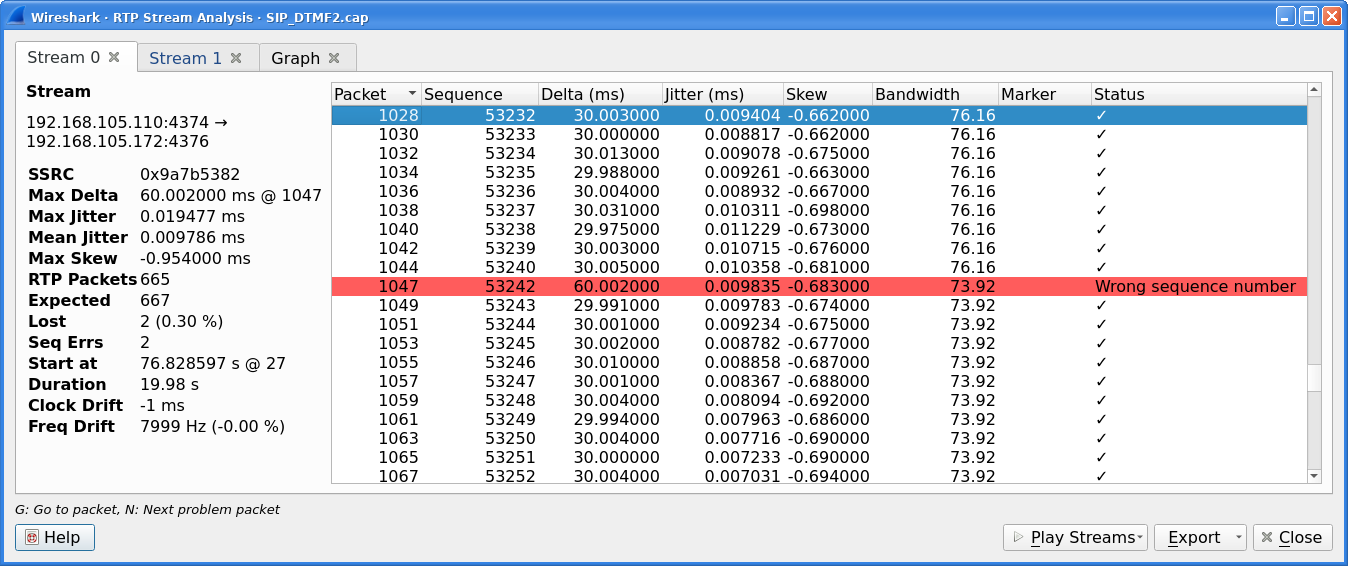 Wireshark · RTP Stream Analysis · SIP_DTMF2.cap
Stream 0 Stream 1 Graph
Stream
192.168.105.110:4374 →
192.168.105.172:4376
SSRC 0x9a7b5382
Max Delta 60.002000 ms @ 1047
Max Jitter 0.019477 ms
Mean Jitter 0.009786 ms
Max Skew -0.954000 ms
RTP Packets 665
Expected 667
Lost 2 (0.30 %)
Seq Errs 2
Start at 76.828597 s @ 27
Duration 19.98 s
Clock Drift -1 ms
Freq Drift 7999 Hz (-0.00 %)
Packet Sequence Delta (ms) Jitter (ms) Skew Bandwidth Marker Status
1028 53232 30.003000 0.009404 -0.662000 76.16 ✓
1030 53233 30.000000 0.008817 -0.662000 76.16 ✓
1032 53234 30.013000 0.009078 -0.675000 76.16 ✓
1034 53235 29.988000 0.009261 -0.663000 76.16 ✓
1036 53236 30.004000 0.008932 -0.667000 76.16 ✓
1038 53237 30.031000 0.010311 -0.698000 76.16 ✓
1040 53238 29.975000 0.011229 -0.673000 76.16 ✓
1042 53239 30.003000 0.010715 -0.676000 76.16 ✓
1044 53240 30.005000 0.010358 -0.681000 76.16 ✓
1047 53242 60.002000 0.009835 -0.683000 73.92 Wrong sequence number
1049 53243 29.991000 0.009783 -0.674000 73.92 ✓
1051 53244 30.001000 0.009234 -0.675000 73.92 ✓
1053 53245 30.002000 0.008782 -0.677000 73.92 ✓
1055 53246 30.010000 0.008858 -0.687000 73.92 ✓
1057 53247 30.001000 0.008367 -0.688000 73.92 ✓
1059 53248 30.004000 0.008094 -0.692000 73.92 ✓
1061 53249 29.994000 0.007963 -0.686000 73.92 ✓
1063 53250 30.004000 0.007716 -0.690000 73.92 ✓
1065 53251 30.000000 0.007233 -0.690000 73.92 ✓
1067 53252 30.004000 0.007031 -0.694000 73.92 ✓
G: Go to packet, N: Next problem packet
Help Play Streams Export Close